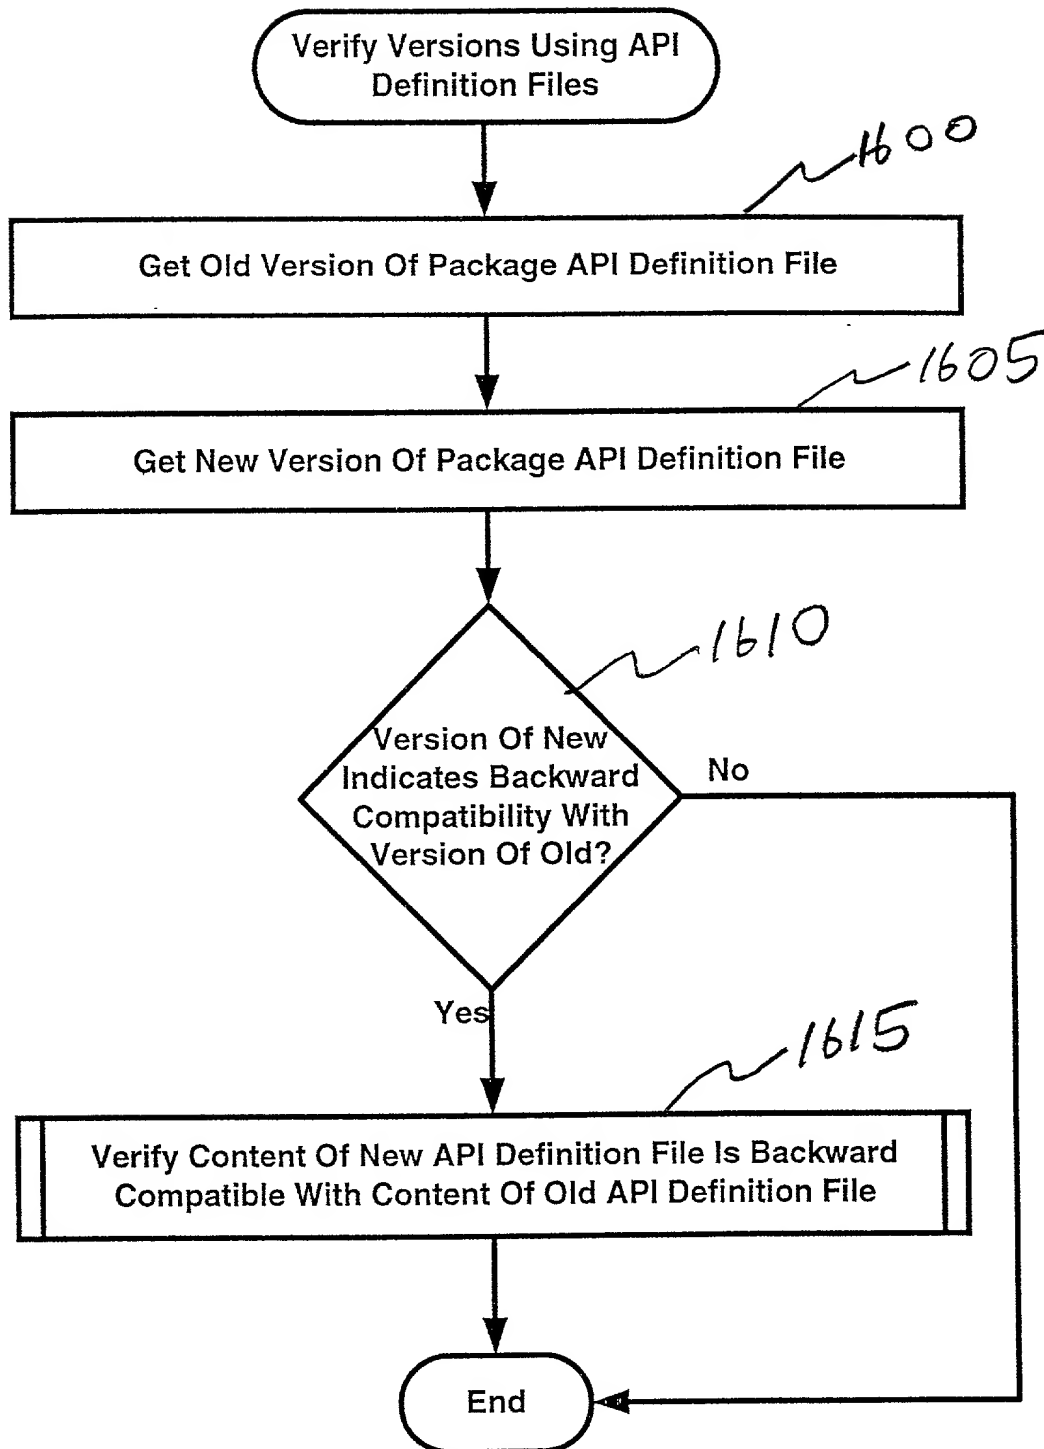 Verify Versions Using API
Definition Files
1600
Get Old Version Of Package API Definition File
1605
Get New Version Of Package API Definition File
1610
Version Of New
Indicates Backward
Compatibility With
Version Of Old?
No
Yes
1615
Verify Content Of New API Definition File Is Backward
Compatible With Content Of Old API Definition File
End